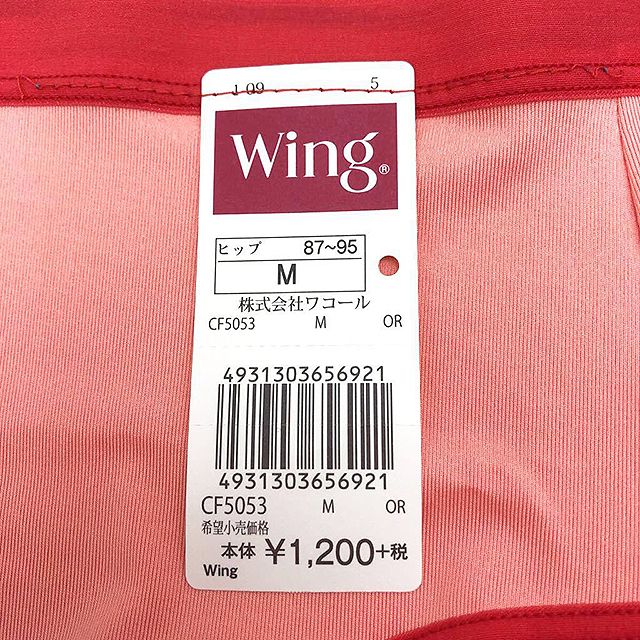 109 5
Wing®
ヒップ 87~95
M
株式会社ワコール
CF5053 M OR
4931303656921
4931303656921
CF5053 M OR
希望小売価格
本体 ¥1,200+税
Wing